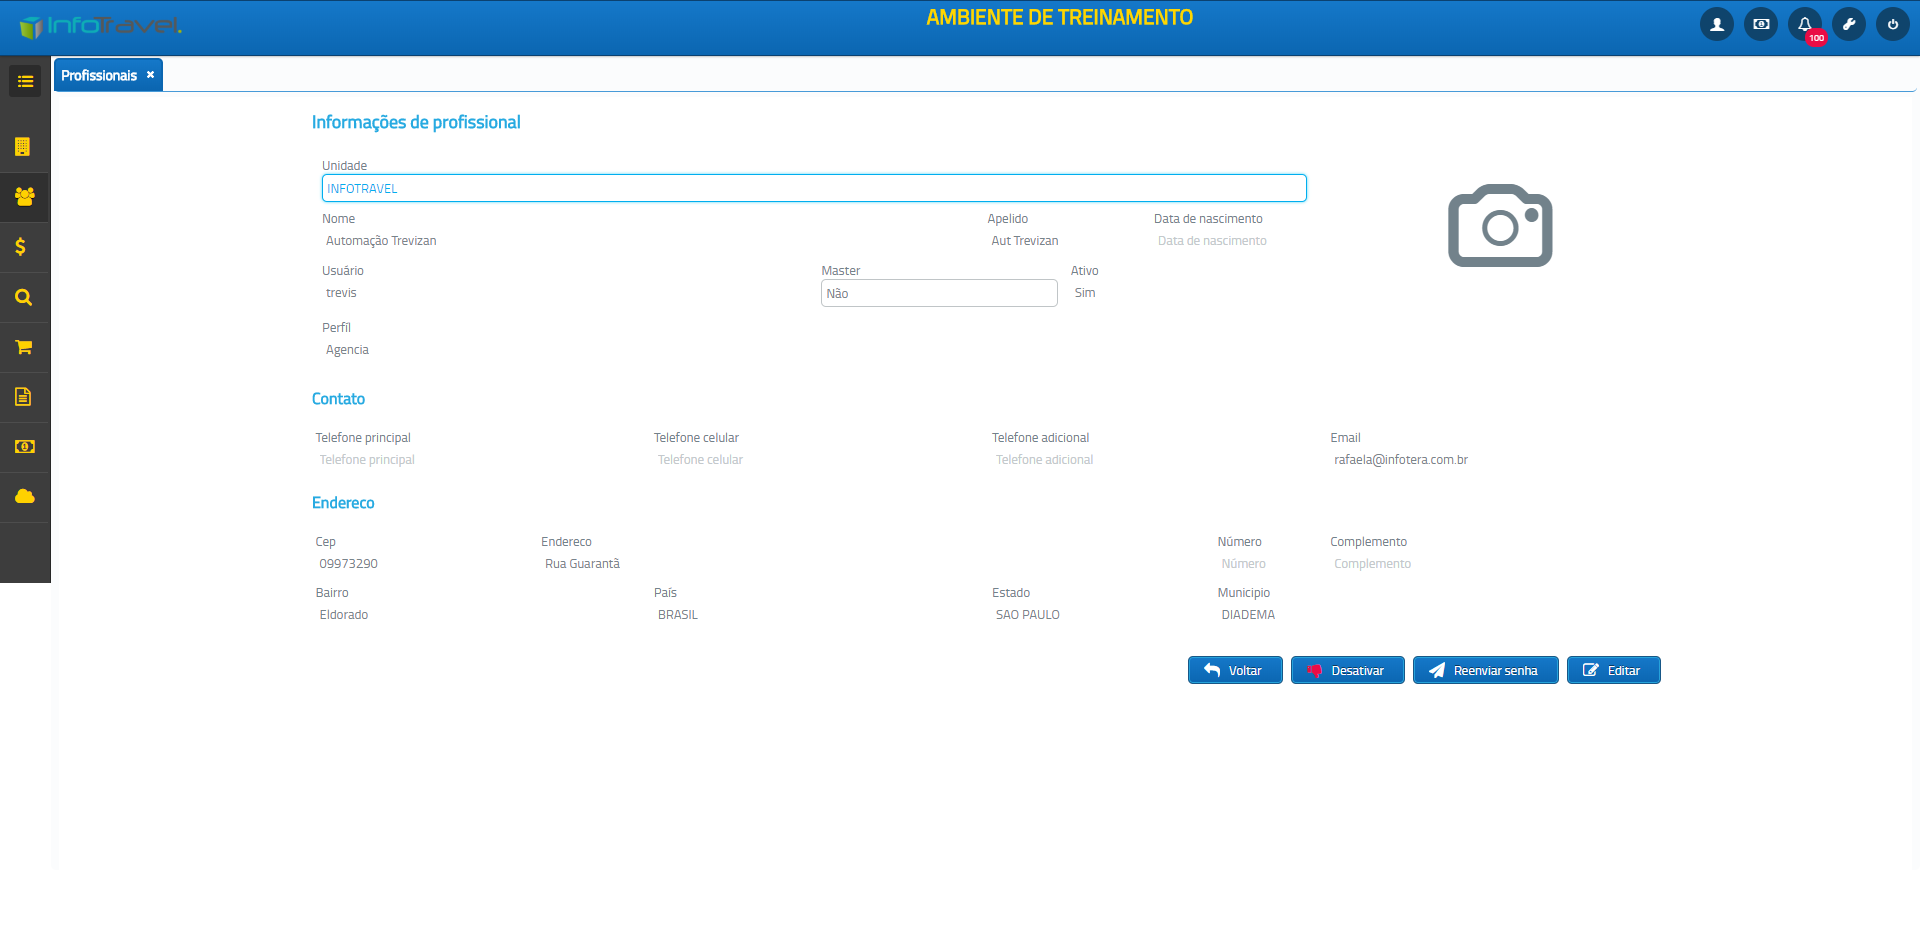 InfoTravel.
AMBIENTE DE TREINAMENTO
100
Profissionais
Informações de profissional
Unidade
INFOTRAVEL
Nome Apelido Data de nascimento
Automação Trevizan Aut Trevizan Data de nascimento
Usuário Master Ativo
trevis Não Sim
Perfíl
Agencia
Contato
Telefone principal Telefone celular Telefone adicional Email
Telefone principal Telefone celular Telefone adicional rafaela@infotera.com.br
Endereco
Cep Endereco Número Complemento
09973290 Rua Guarantã Número Complemento
Bairro País Estado Municipio
Eldorado BRASIL SAO PAULO DIADEMA
Voltar Desativar Reenviar senha Editar